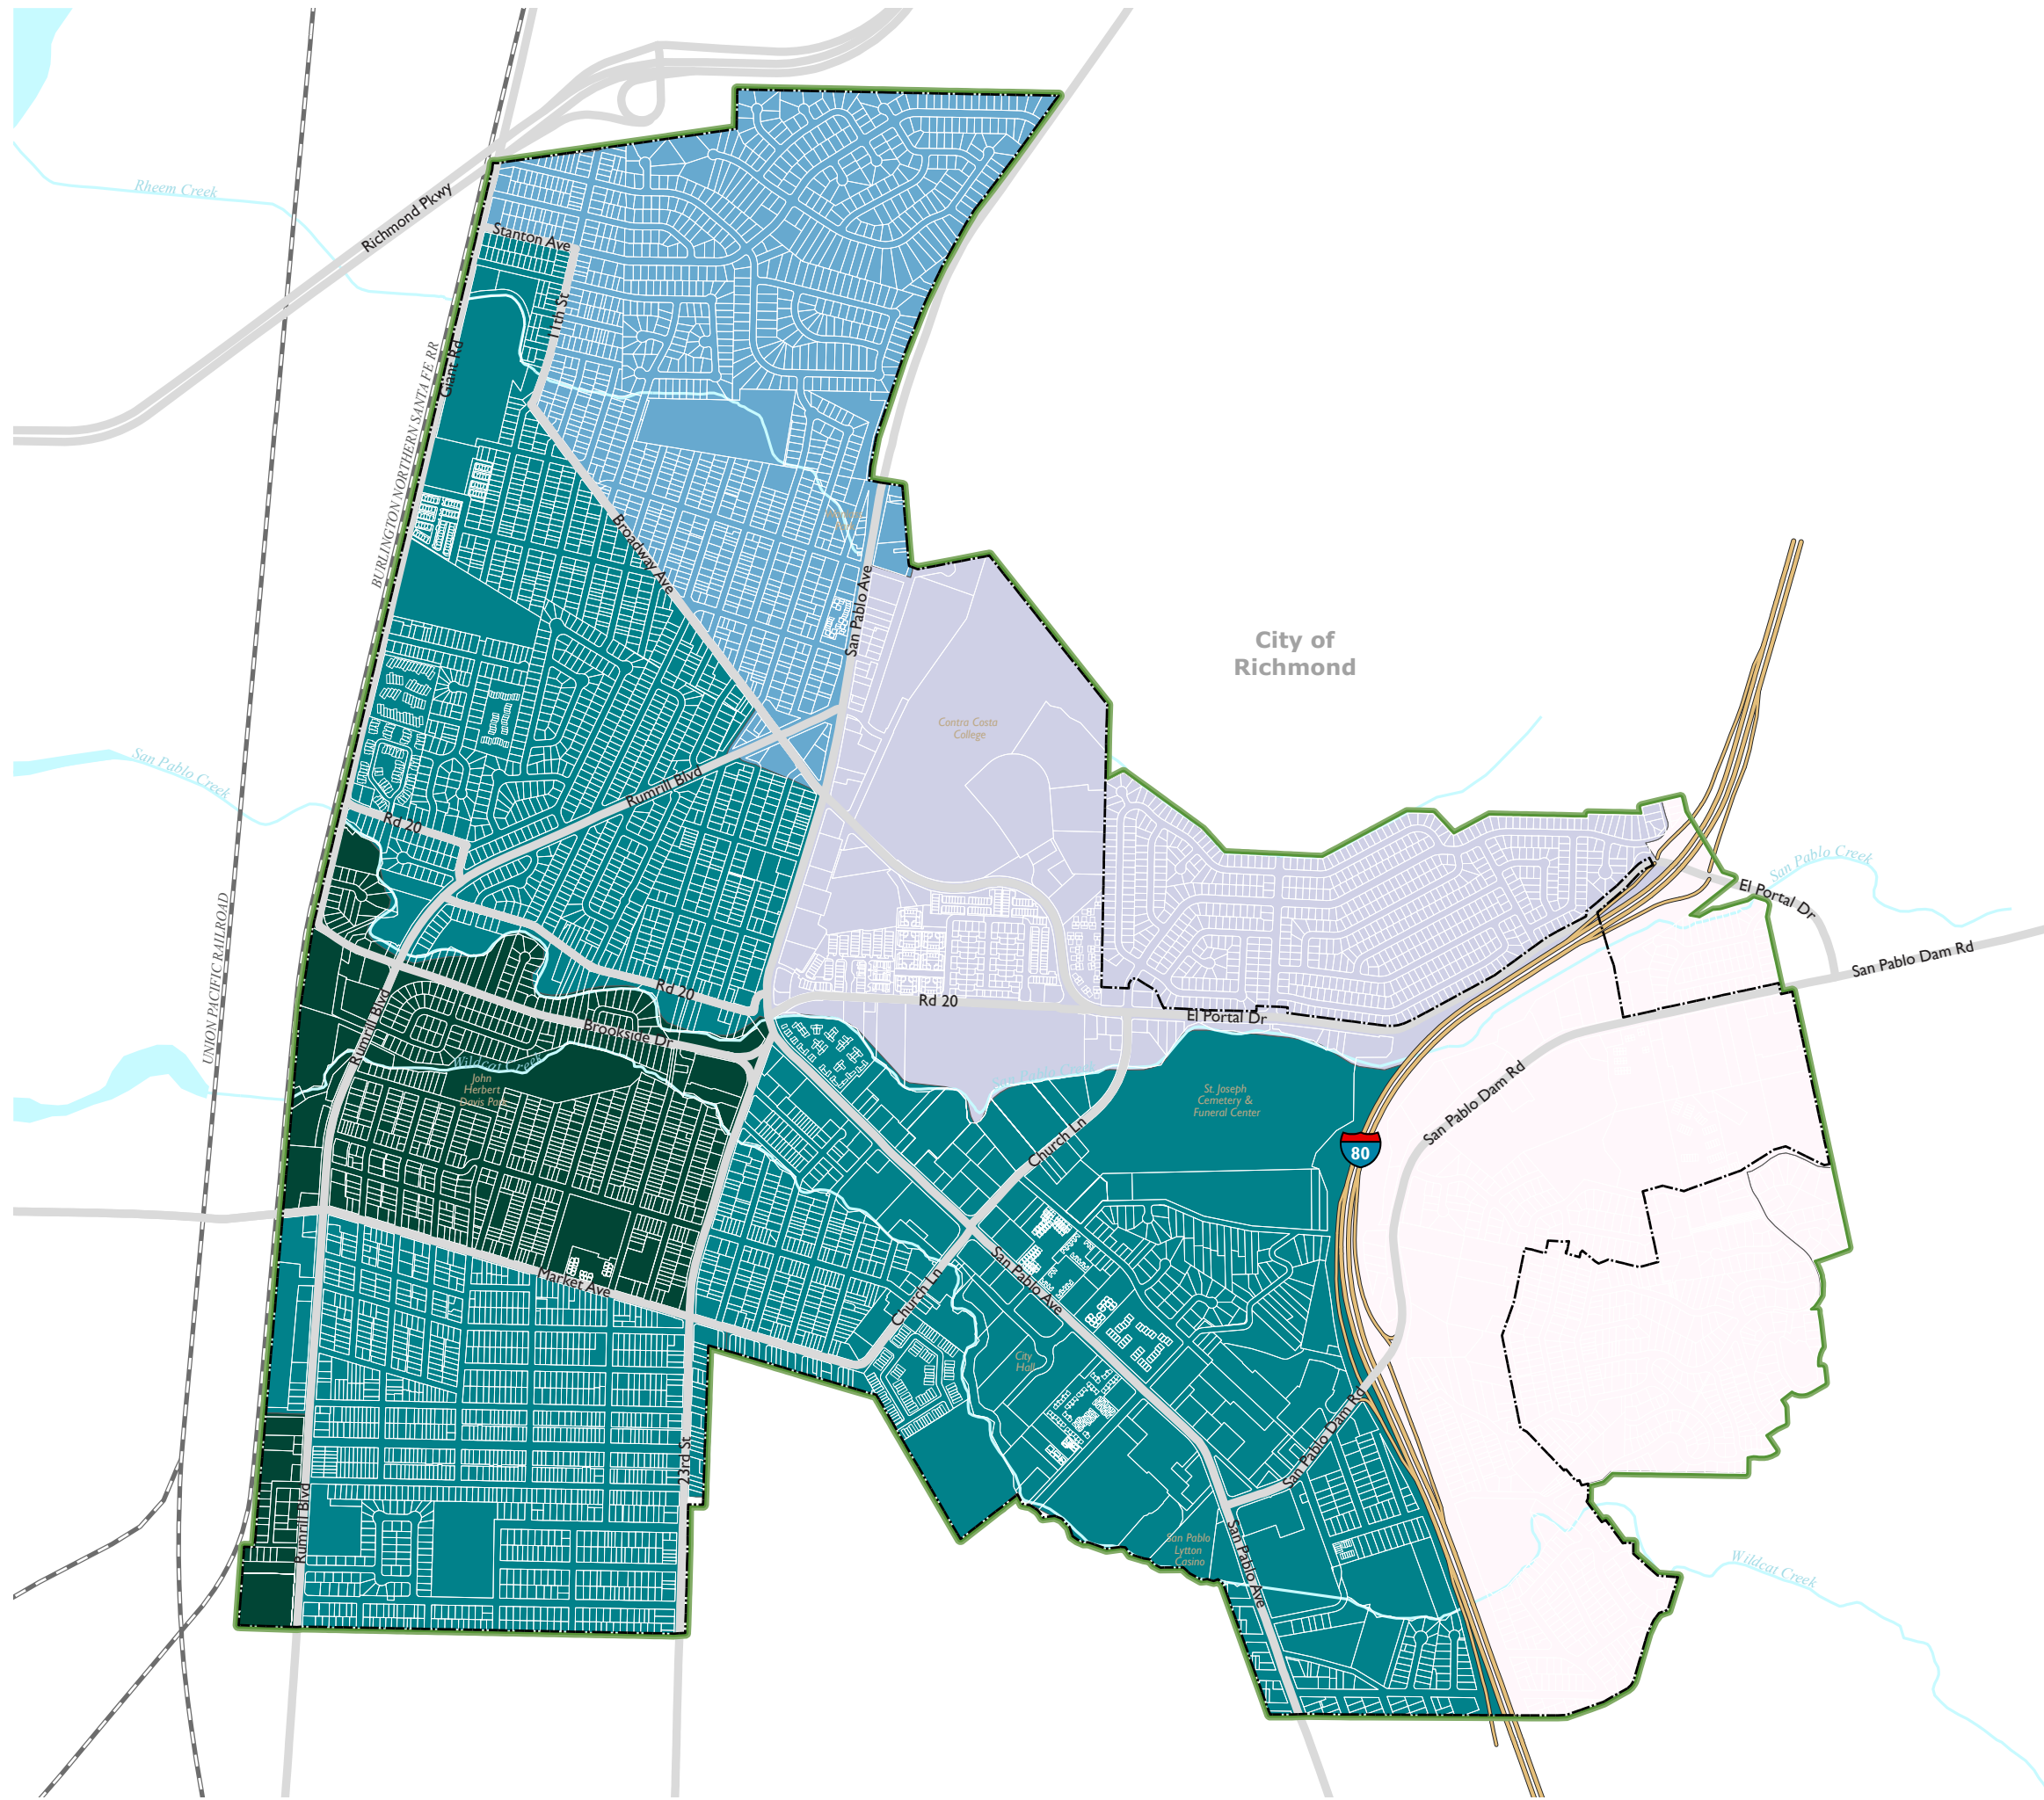 Rheem Creek
Richmond Pkwy
Stanton Ave
11th St
Giant Rd
BURLINGTON NORTHERN SANTA FE RR
Broadway Ave
San Pablo Ave
City of
Richmond
Contra Costa
College
San Pablo Creek
Rumrill Blvd
Rd 20
San Pablo Creek
El Portal Dr
San Pablo Dam Rd
UNION PACIFIC RAILROAD
Rd 20
Rd 20
El Portal Dr
Rumrill Blvd
Brookside Dr
Wildcat Creek
John
Herbert
Davis Park
San Pablo Creek
St. Joseph
Cemetery &
Funeral Center
San Pablo Dam Rd
Church Ln
80
Market Ave
Church Ln
San Pablo Ave
City
Hall
San Pablo Dam Rd
23rd St
Rumrill Blvd
San Pablo
Lytton
Casino
San Pablo Ave
Wildcat Creek